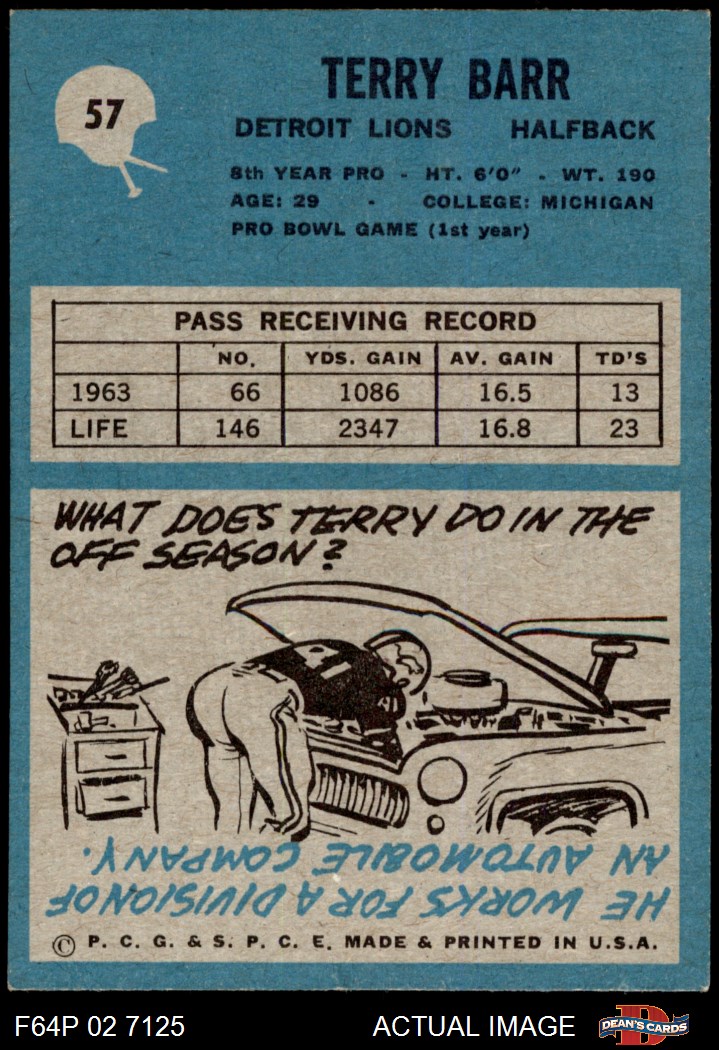 57
TERRY BARR
DETROIT LIONS HALFBACK
8th YEAR PRO - HT. 6'0" - WT. 190
AGE: 29 - COLLEGE: MICHIGAN
PRO BOWL GAME (1st year)
PASS RECEIVING RECORD
NO. YDS. GAIN AV. GAIN TD'S
1963 66 1086 16.5 13
LIFE 146 2347 16.8 23
WHAT DOES TERRY DO IN THE
OFF SEASON?
HE WORKS FOR A DIVISION OF
AN AUTOMOBILE COMPANY.
© P. C. G. & S. P. C. E. MADE & PRINTED IN U.S.A.
F64P 02 7125 ACTUAL IMAGE
D
DEAN'S CARDS